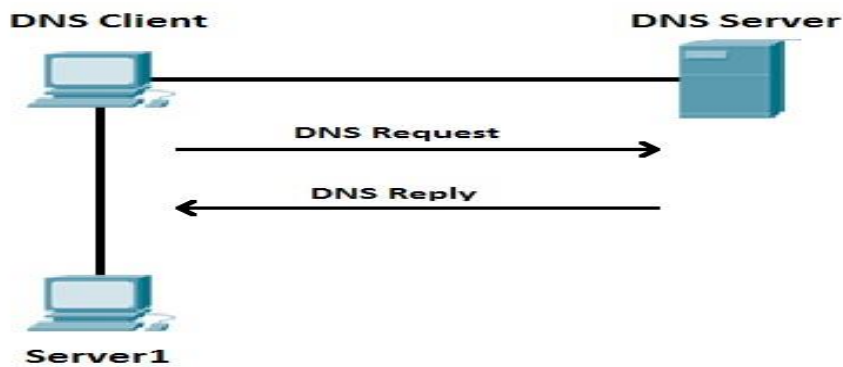 DNS Client
DNS Server
DNS Request
DNS Reply
Server1